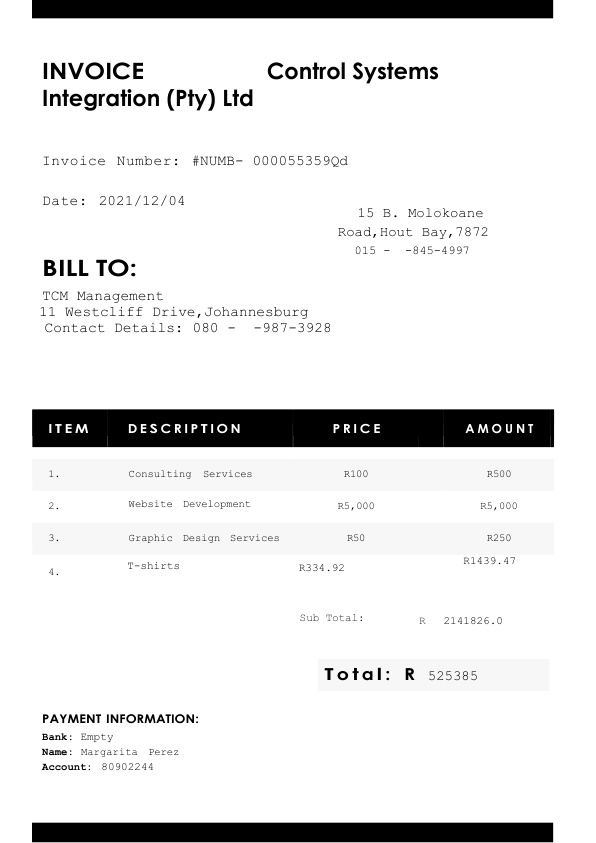 INVOICE Control Systems
Integration (Pty) Ltd
Invoice Number: #NUMB- 000055359Qd
Date: 2021/12/04
15 B. Molokoane
Road,Hout Bay,7872
015 - -845-4997
BILL TO:
TCM Management
11 Westcliff Drive,Johannesburg
Contact Details: 080 - -987-3928
ITEM DESCRIPTION PRICE AMOUNT
1. Consulting Services R100 R500
2. Website Development R5,000 R5,000
3. Graphic Design Services R50 R250
4. T-shirts R334.92 R1439.47
Sub Total: R 2141826.0
Total: R 525385
PAYMENT INFORMATION:
Bank: Empty
Name: Margarita Perez
Account: 80902244